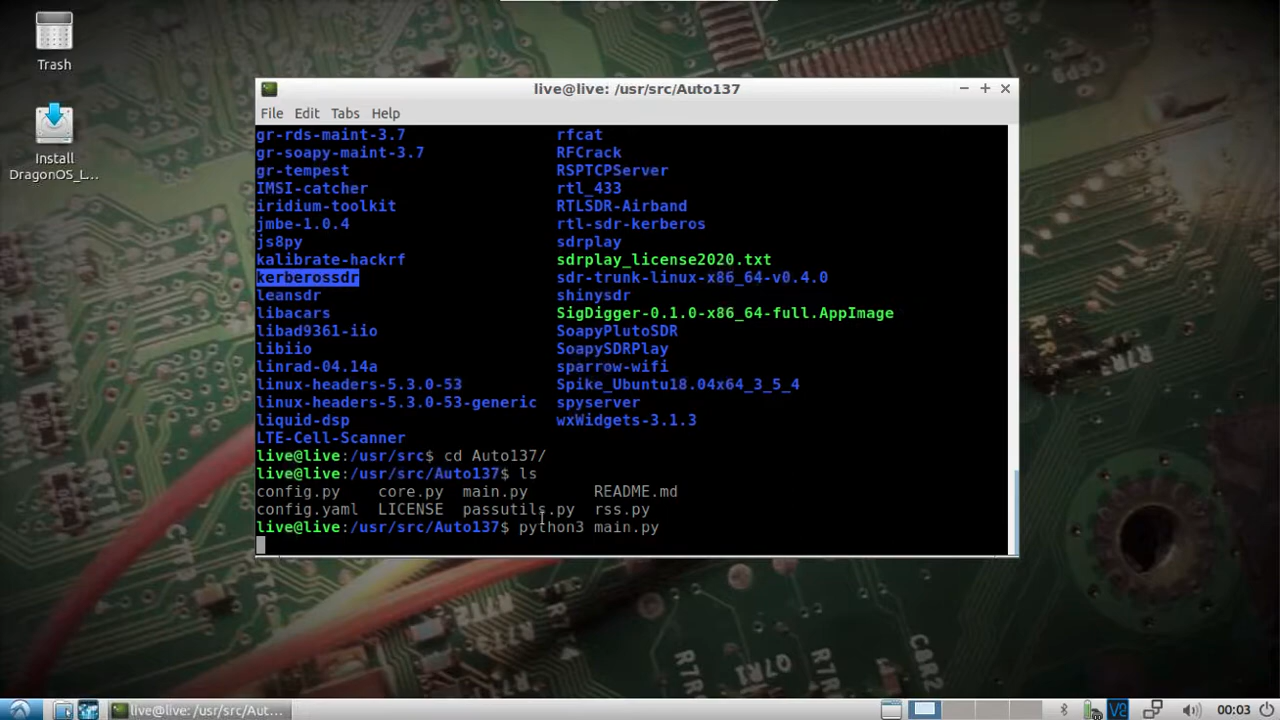 Trash
Install
DragonOS_L...
live@live: /usr/src/Auto137
File Edit Tabs Help
gr-rds-maint-3.7 rfcat
gr-soapy-maint-3.7 RFCrack
gr-tempest RSPTCPServer
IMSI-catcher rtl_433
iridium-toolkit RTLSDR-Airband
jmbe-1.0.4 rtl-sdr-kerberos
js8py sdrplay
kalibrate-hackrf sdrplay_license2020.txt
kerberossdr sdr-trunk-linux-x86_64-v0.4.0
leansdr shinysdr
libacars SigDigger-0.1.0-x86_64-full.AppImage
libad9361-iio SoapyPlutoSDR
libiio SoapySDRPlay
linrad-04.14a sparrow-wifi
linux-headers-5.3.0-53 Spike_Ubuntu18.04x64_3_5_4
linux-headers-5.3.0-53-generic spyserver
liquid-dsp wxWidgets-3.1.3
LTE-Cell-Scanner
live@live:/usr/src$ cd Auto137/
live@live:/usr/src/Auto137$ ls
config.py core.py main.py README.md
config.yaml LICENSE passutils.py rss.py
live@live:/usr/src/Auto137$ python3 main.py
live@live: /usr/src/Aut...
00:03